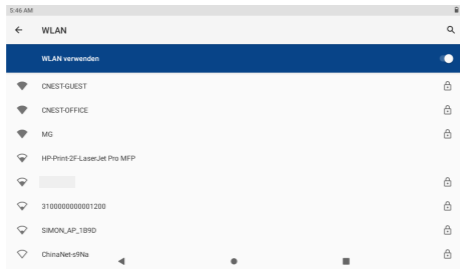 5:46 AM
WLAN
WLAN verwenden
CNEST-GUEST
CNEST-OFFICE
MG
HP-Print-2F-LaserJet Pro MFP
3100000000001200
SIMON_AP_1B9D
ChinaNet-s9Na